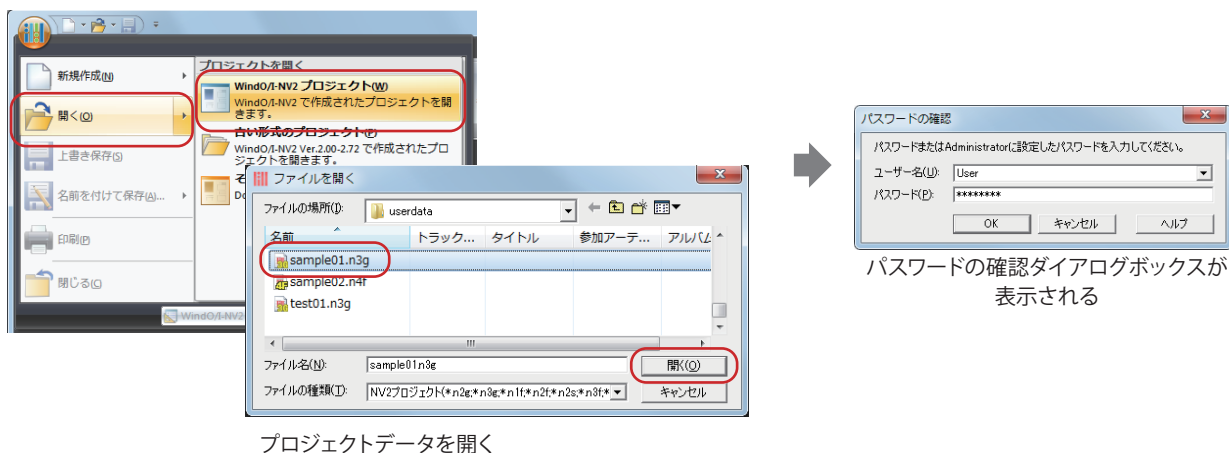 新規作成(N)
開く(O)
上書き保存(S)
名前を付けて保存(A)...
印刷(P)
閉じる(C)
プロジェクトを開く
WindO/I-NV2 プロジェクト(W)
WindO/I-NV2 で作成されたプロジェクトを開
きます。
古い形式のプロジェクト(P)
WindO/I-NV2 Ver.2.00-2.72 で作成されたプロ
ジェクトを開きます。
そ
Do
WindO/I-NV2
ファイルを開く
ファイルの場所(I):
userdata
名前
トラック...
タイトル
参加アーテ...
アルバム
sample01.n3g
sample02.n4f
test01.n3g
ファイル名(N):
sample01.n3g
開く(O)
ファイルの種類(T):
NV2プロジェクト(*.n2g;*.n3g;*.n1f;*.n2f;*.n2s;*.n3f;*
キャンセル
プロジェクトデータを開く
パスワードの確認
パスワードまたはAdministratorに設定したパスワードを入力してください。
ユーザー名(U):
User
パスワード(P):
********
OK
キャンセル
ヘルプ
パスワードの確認ダイアログボックスが
表示される